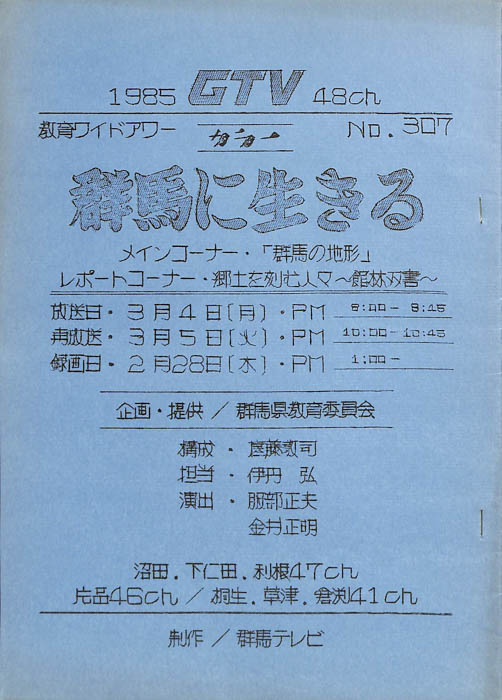 1985 GTV 48ch
教育ワイドアワー カラー No.307
群馬に生きる
メインコーナー・「群馬の地形」
レポートコーナー・郷土を刻む人々～館林双書～
放送日・3月4日(月)・PM 8:00- 8:45
再放送・3月5日(火)・PM 10:00-10:45
録画日・2月28日(木)・PM 1:00-
企画・提供／群馬県教育委員会
構成・
担当・伊丹 弘
演出・服部正夫
金井正明
沼田．下仁田．利根47ch
片品46ch／桐生．草津．倉渕41ch
制作／群馬テレビ